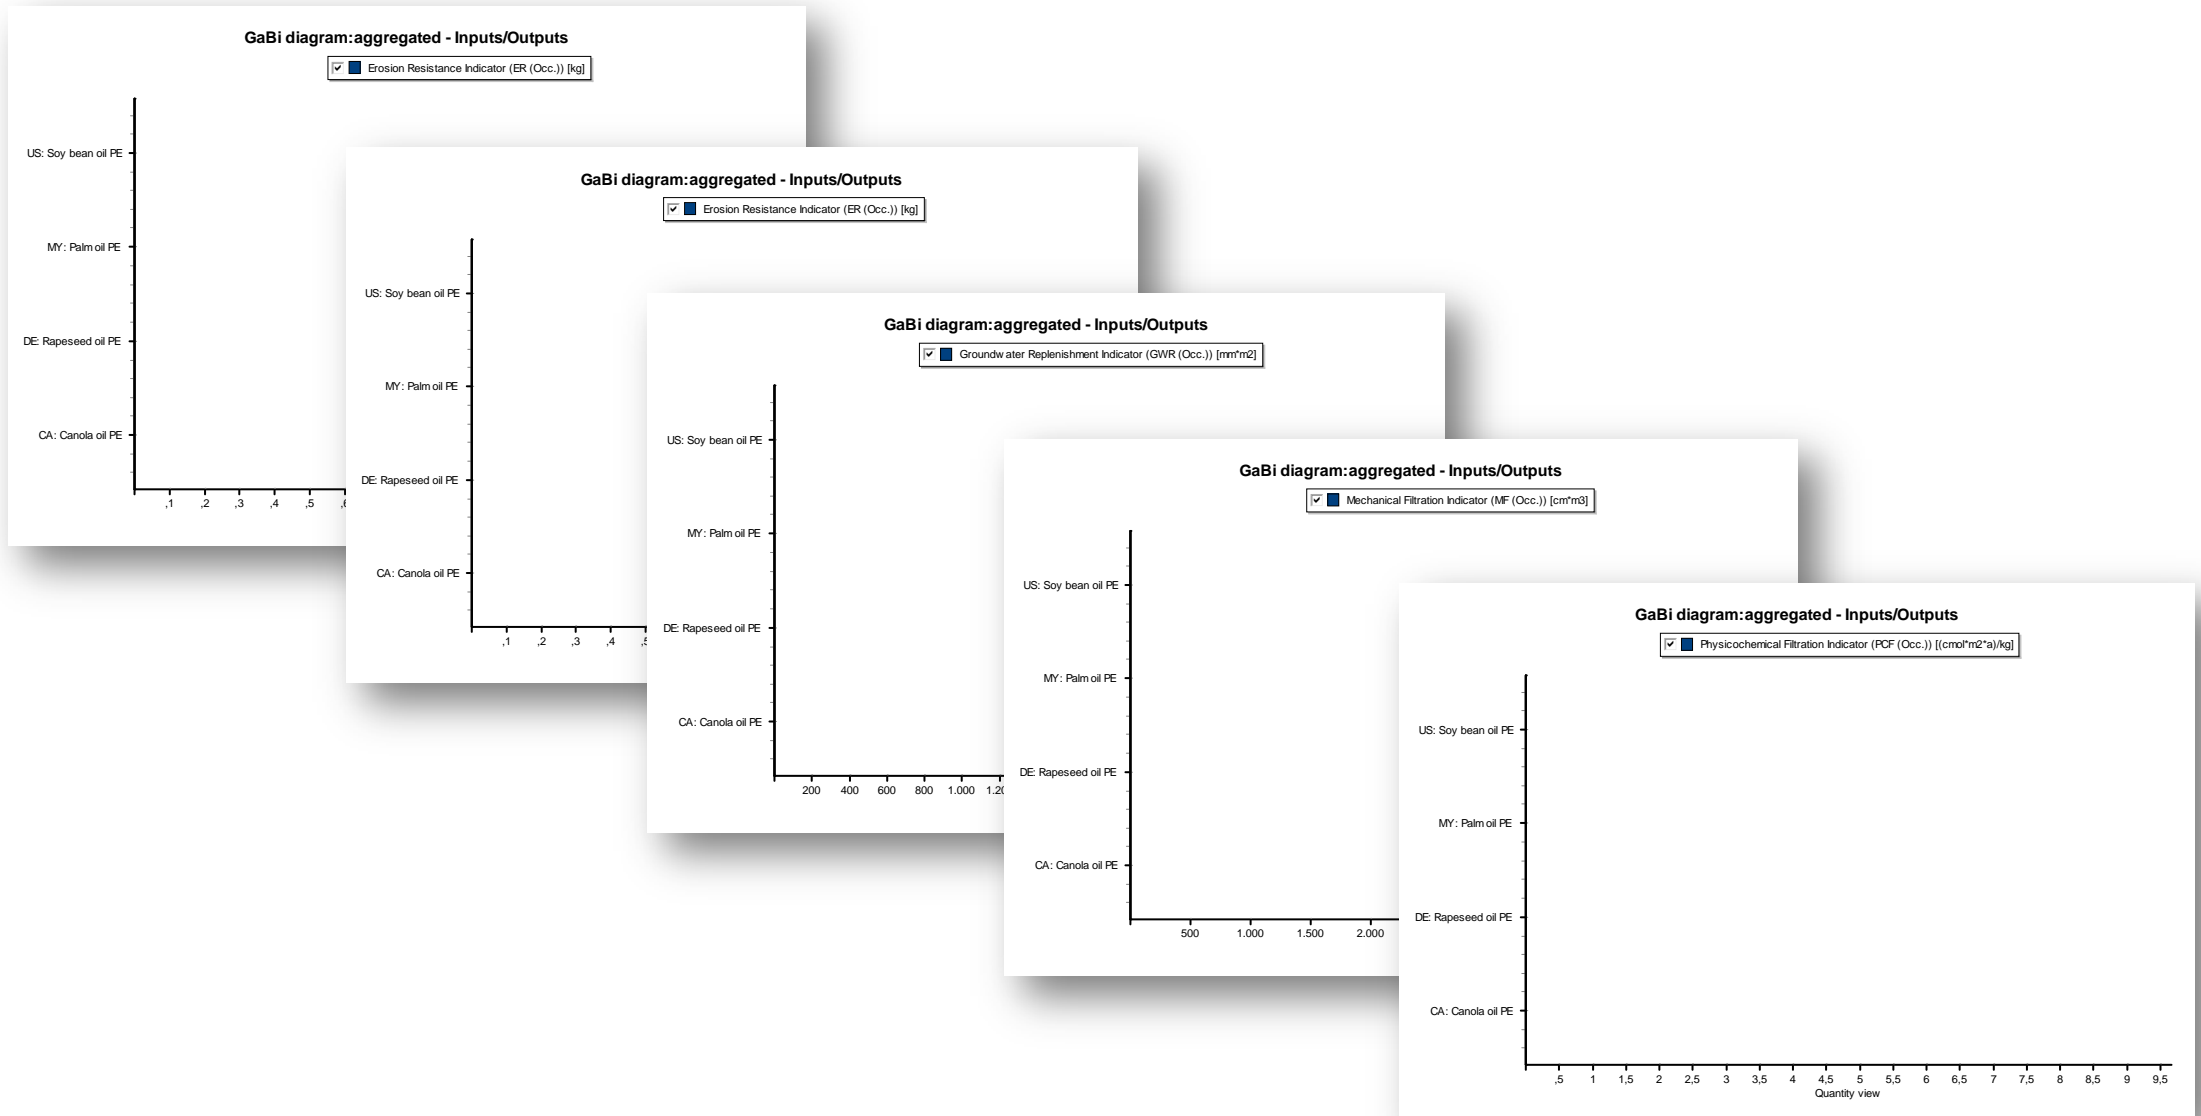 GaBi diagram:aggregated - Inputs/Outputs
Erosion Resistance Indicator (ER (Occ.)) [kg]
US: Soy bean oil PE
MY: Palm oil PE
DE: Rapeseed oil PE
CA: Canola oil PE
,1 ,2 ,3 ,4 ,5 ,6
GaBi diagram:aggregated - Inputs/Outputs
Erosion Resistance Indicator (ER (Occ.)) [kg]
US: Soy bean oil PE
MY: Palm oil PE
DE: Rapeseed oil PE
CA: Canola oil PE
,1 ,2 ,3 ,4 ,5
GaBi diagram:aggregated - Inputs/Outputs
Groundwater Replenishment Indicator (GWR (Occ.)) [mm*m2]
US: Soy bean oil PE
MY: Palm oil PE
DE: Rapeseed oil PE
CA: Canola oil PE
200 400 600 800 1.000 1.20
GaBi diagram:aggregated - Inputs/Outputs
Mechanical Filtration Indicator (MF (Occ.)) [cm*m3]
US: Soy bean oil PE
MY: Palm oil PE
DE: Rapeseed oil PE
CA: Canola oil PE
500 1.000 1.500 2.000
GaBi diagram:aggregated - Inputs/Outputs
Physicochemical Filtration Indicator (PCF (Occ.)) [(cmol*m2*a)/kg]
US: Soy bean oil PE
MY: Palm oil PE
DE: Rapeseed oil PE
CA: Canola oil PE
,5 1 1,5 2 2,5 3 3,5 4 4,5 5 5,5 6 6,5 7 7,5 8 8,5 9 9,5
Quantity view